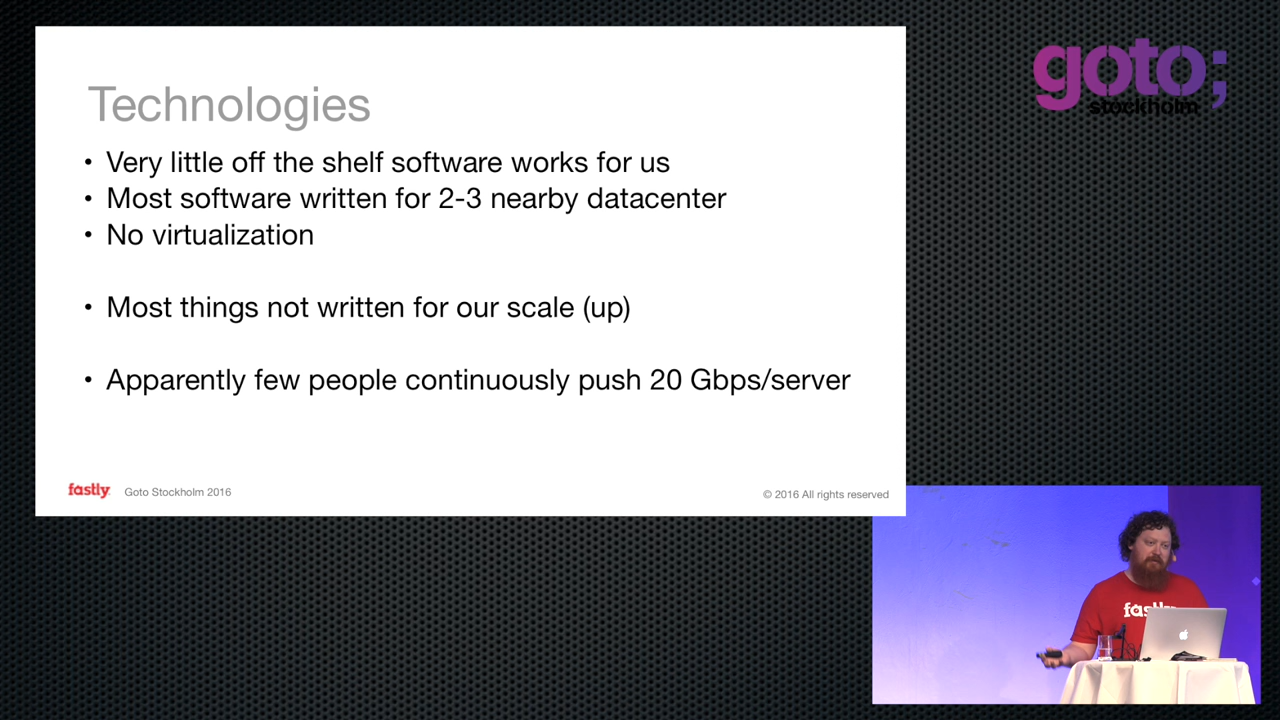 goto;
stockholm
Technologies
• Very little off the shelf software works for us
• Most software written for 2-3 nearby datacenter
• No virtualization
• Most things not written for our scale (up)
• Apparently few people continuously push 20 Gbps/server
fastly
Goto Stockholm 2016
© 2016 All rights reserved
fastly